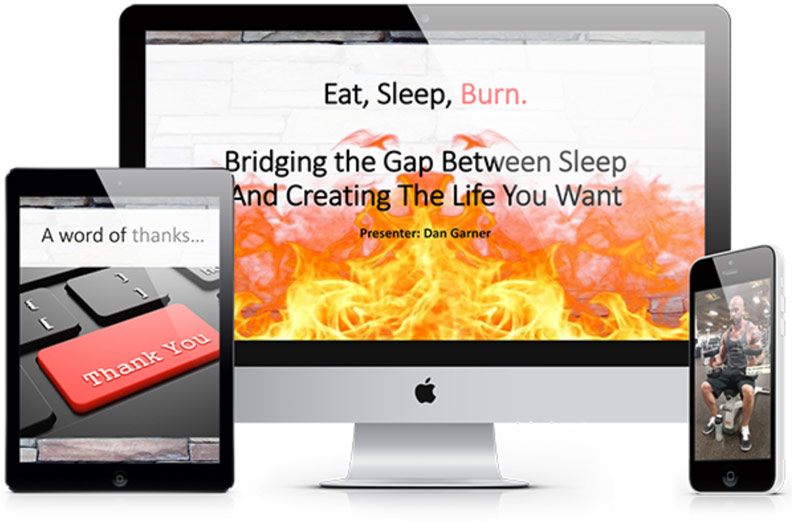 Eat, Sleep, Burn.
Bridging the Gap Between Sleep
And Creating The Life You Want
Presenter: Dan Garner
A word of thanks...
Thank You